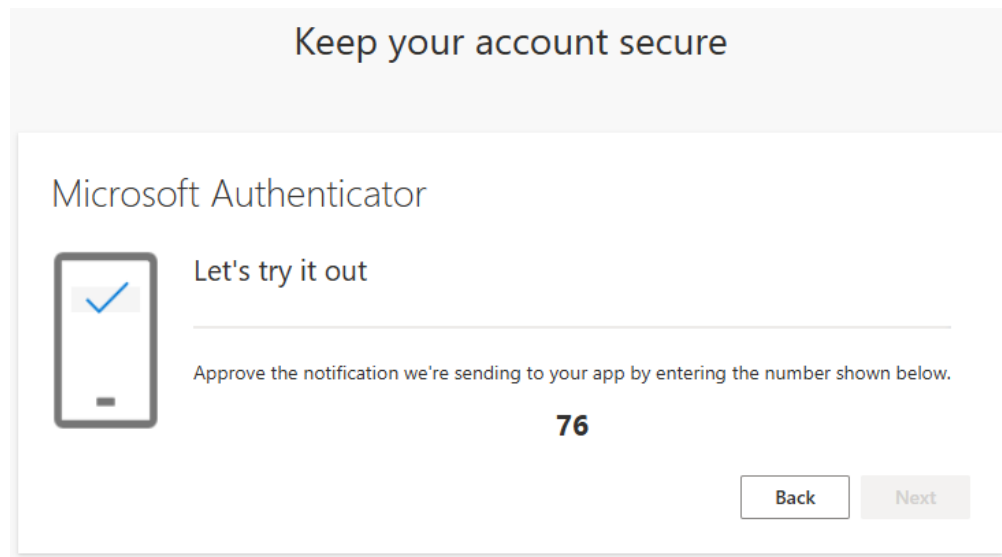 Keep your account secure
Microsoft Authenticator
Let's try it out
Approve the notification we're sending to your app by entering the number shown below.
76
Back
Next